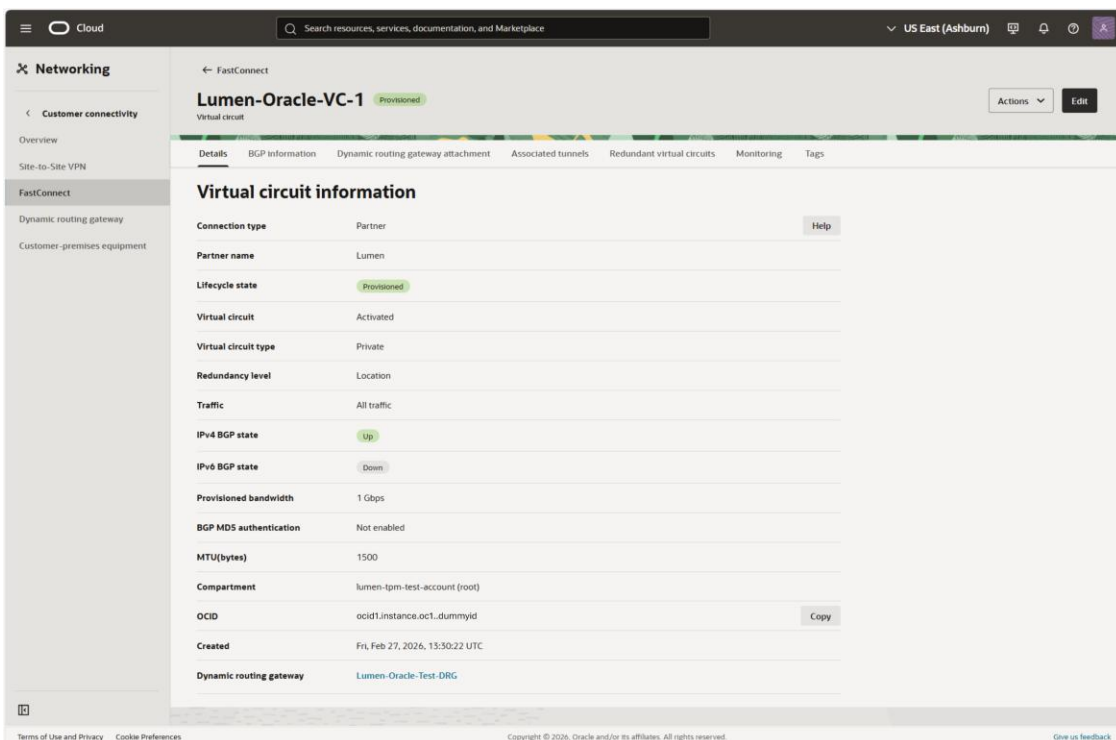 Cloud
Search resources, services, documentation, and Marketplace
US East (Ashburn)
Networking
Customer connectivity
Overview
Site-to-Site VPN
FastConnect
Dynamic routing gateway
Customer-premises equipment
← FastConnect
Lumen-Oracle-VC-1 Provisioned
Virtual circuit
Actions Edit
Details BGP information Dynamic routing gateway attachment Associated tunnels Redundant virtual circuits Monitoring Tags
Virtual circuit information
Connection type Partner Help
Partner name Lumen
Lifecycle state Provisioned
Virtual circuit Activated
Virtual circuit type Private
Redundancy level Location
Traffic All traffic
IPv4 BGP state Up
IPv6 BGP state Down
Provisioned bandwidth 1 Gbps
BGP MD5 authentication Not enabled
MTU(bytes) 1500
Compartment lumen-tpm-test-account (root)
OCID ocid1.instance.oc1..dummyid Copy
Created Fri, Feb 27, 2026, 13:30:22 UTC
Dynamic routing gateway Lumen-Oracle-Test-DRG
Terms of Use and Privacy Cookie Preferences Copyright © 2026, Oracle and/or its affiliates. All rights reserved. Give us feedback